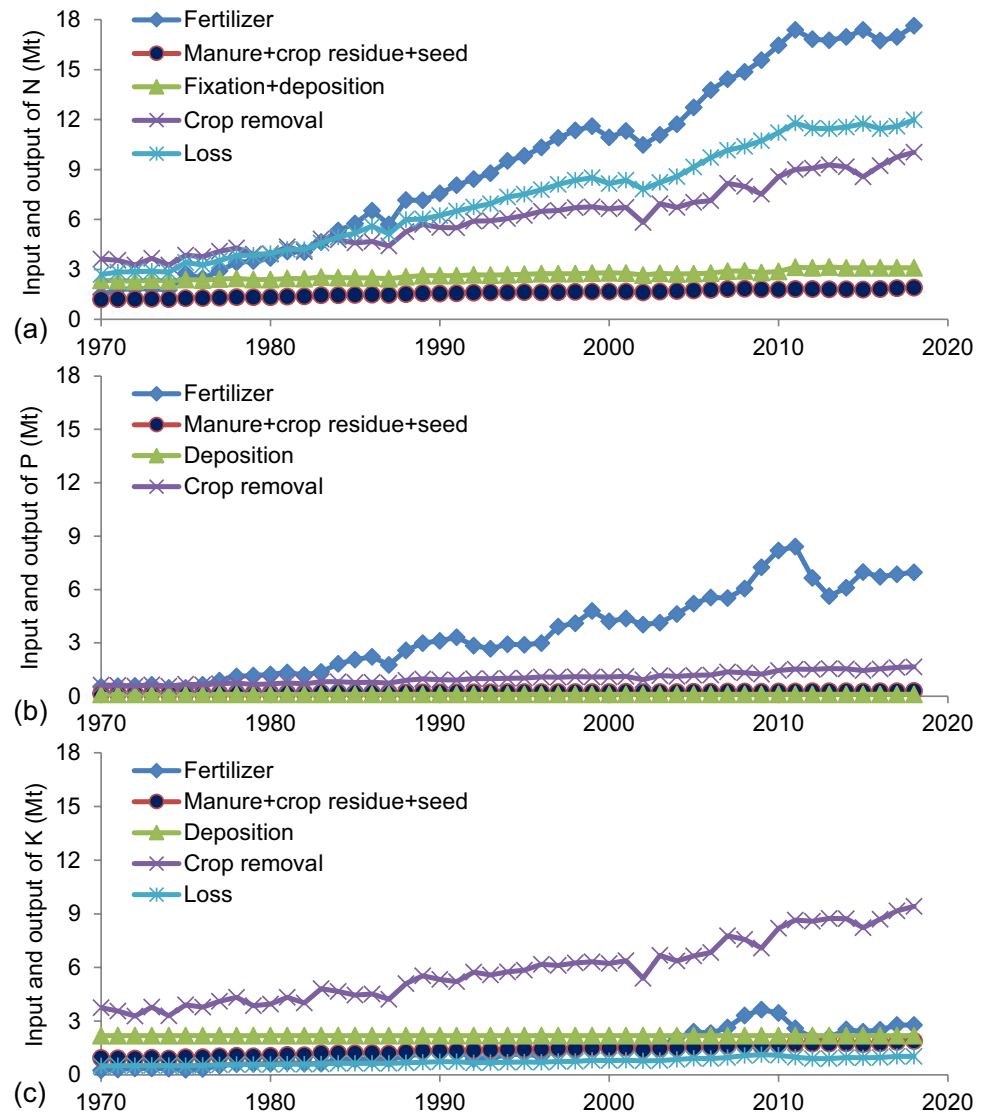 Input and output of N (Mt)
18
15
12
9
6
3
0
Fertilizer
Manure+crop residue+seed
Fixation+deposition
Crop removal
Loss
(a)
1970 1980 1990 2000 2010 2020
Input and output of P (Mt)
18
15
12
9
6
3
0
Fertilizer
Manure+crop residue+seed
Deposition
Crop removal
(b)
1970 1980 1990 2000 2010 2020
Input and output of K (Mt)
18
15
12
9
6
3
0
Fertilizer
Manure+crop residue+seed
Deposition
Crop removal
Loss
(c)
1970 1980 1990 2000 2010 2020